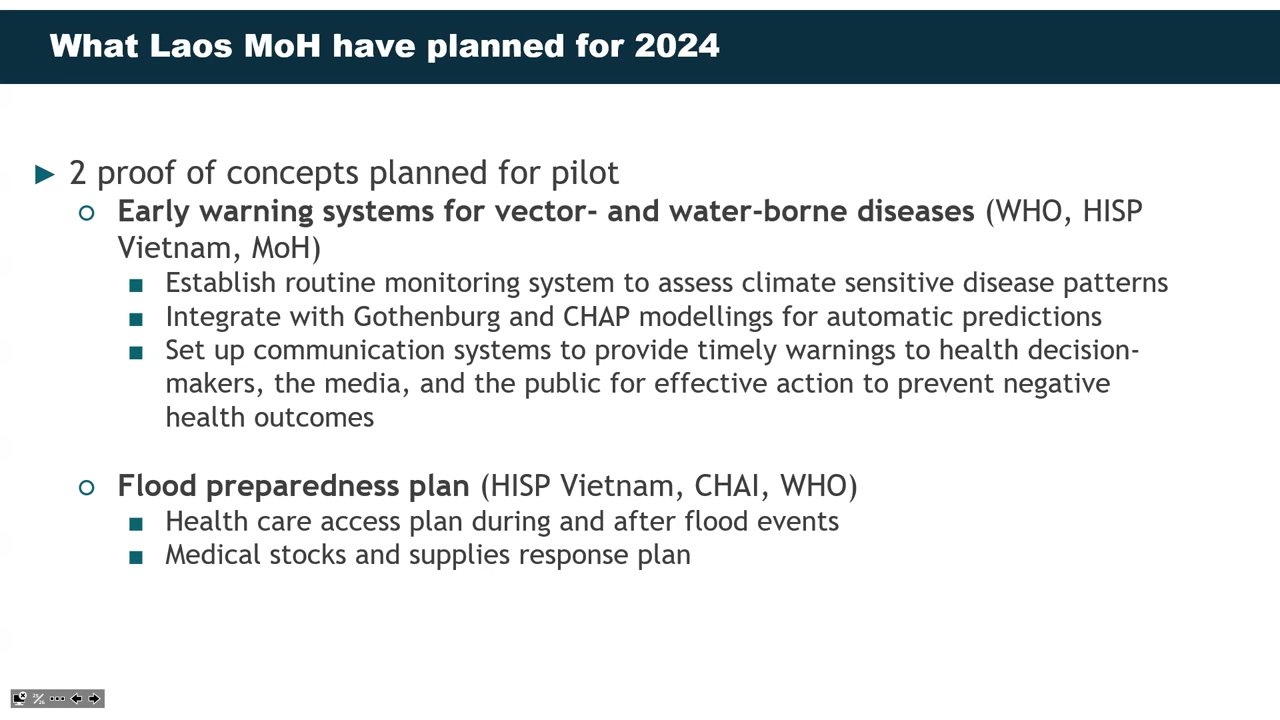 What Laos MoH have planned for 2024
► 2 proof of concepts planned for pilot
○ Early warning systems for vector- and water-borne diseases (WHO, HISP
Vietnam, MoH)
■ Establish routine monitoring system to assess climate sensitive disease patterns
■ Integrate with Gothenburg and CHAP modellings for automatic predictions
■ Set up communication systems to provide timely warnings to health decision-
makers, the media, and the public for effective action to prevent negative
health outcomes
○ Flood preparedness plan (HISP Vietnam, CHAI, WHO)
■ Health care access plan during and after flood events
■ Medical stocks and supplies response plan